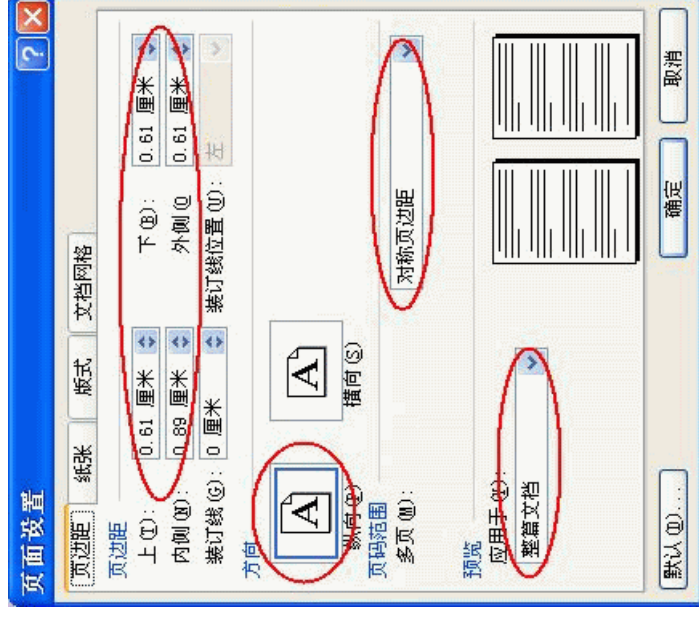 页面设置
页边距 纸张 版式 文档网格
页边距
上(T): 0.61 厘米 下(B): 0.61 厘米
内侧(N): 0.89 厘米 外侧(O 0.61 厘米
装订线(G): 0 厘米 装订线位置(U): 左
方向
纵向(P) 横向(S)
页码范围
多页(M): 对称页边距
预览
应用于(Y):
整篇文档
默认(D)... 确定 取消